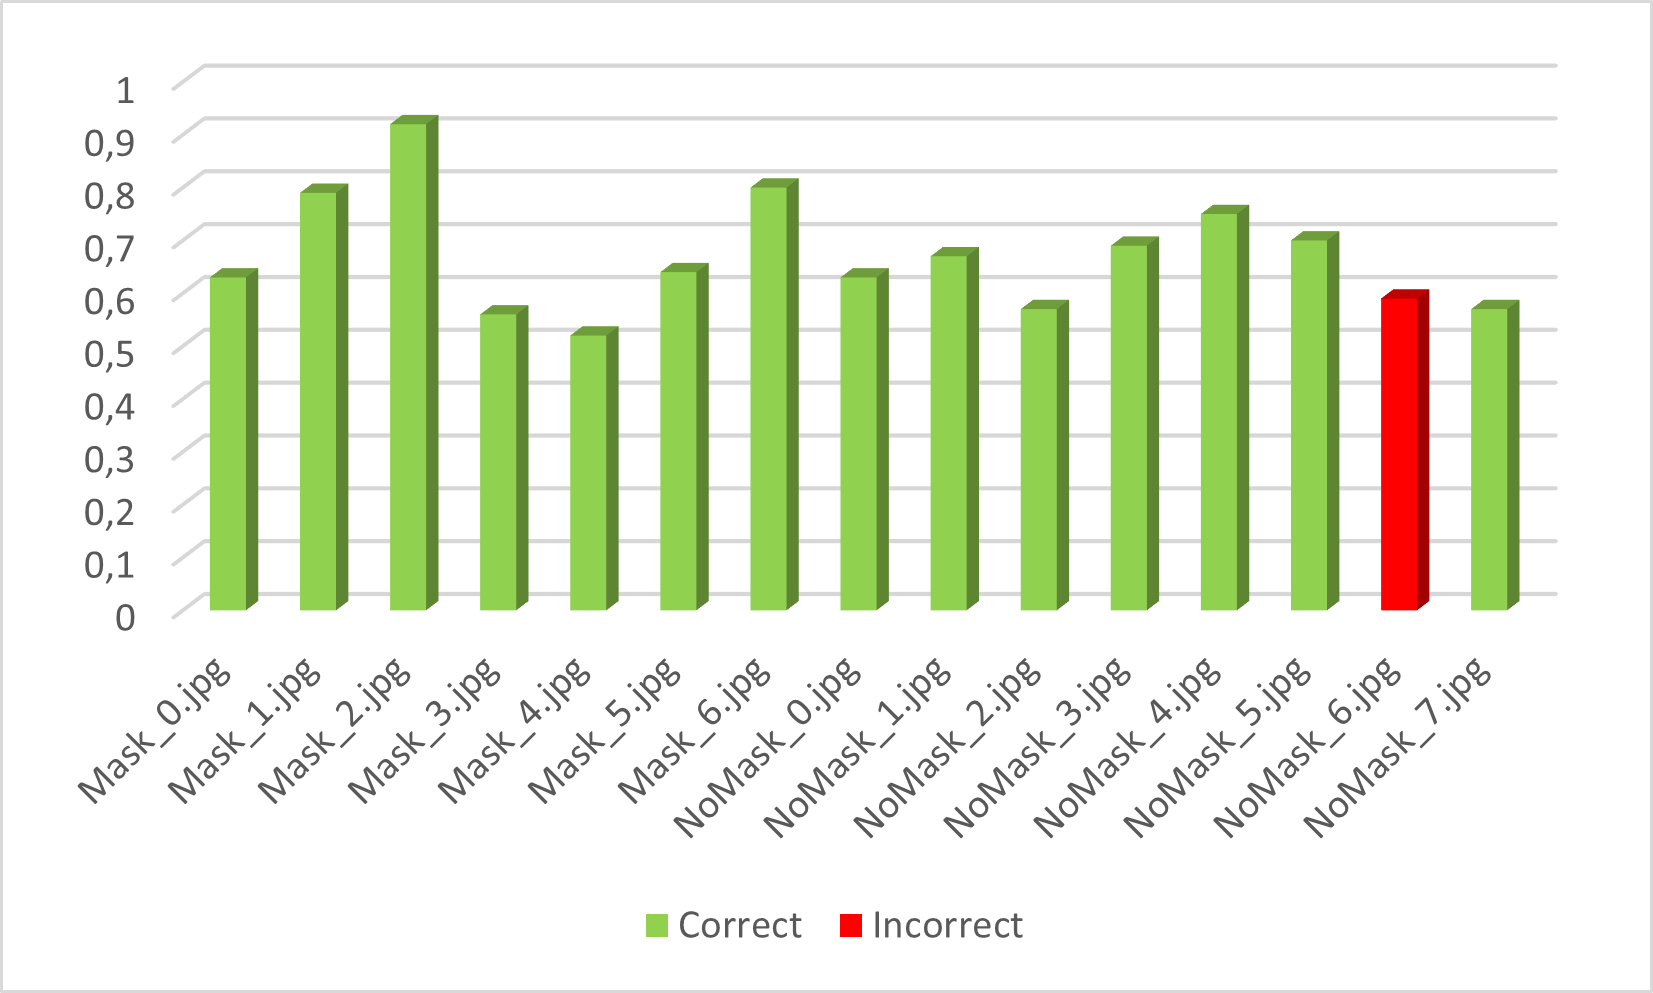 1
0,9
0,8
0,7
0,6
0,5
0,4
0,3
0,2
0,1
0
Mask_0.jpg
Mask_1.jpg
Mask_2.jpg
Mask_3.jpg
Mask_4.jpg
Mask_5.jpg
Mask_6.jpg
NoMask_0.jpg
NoMask_1.jpg
NoMask_2.jpg
NoMask_3.jpg
NoMask_4.jpg
NoMask_5.jpg
NoMask_6.jpg
NoMask_7.jpg
Correct Incorrect